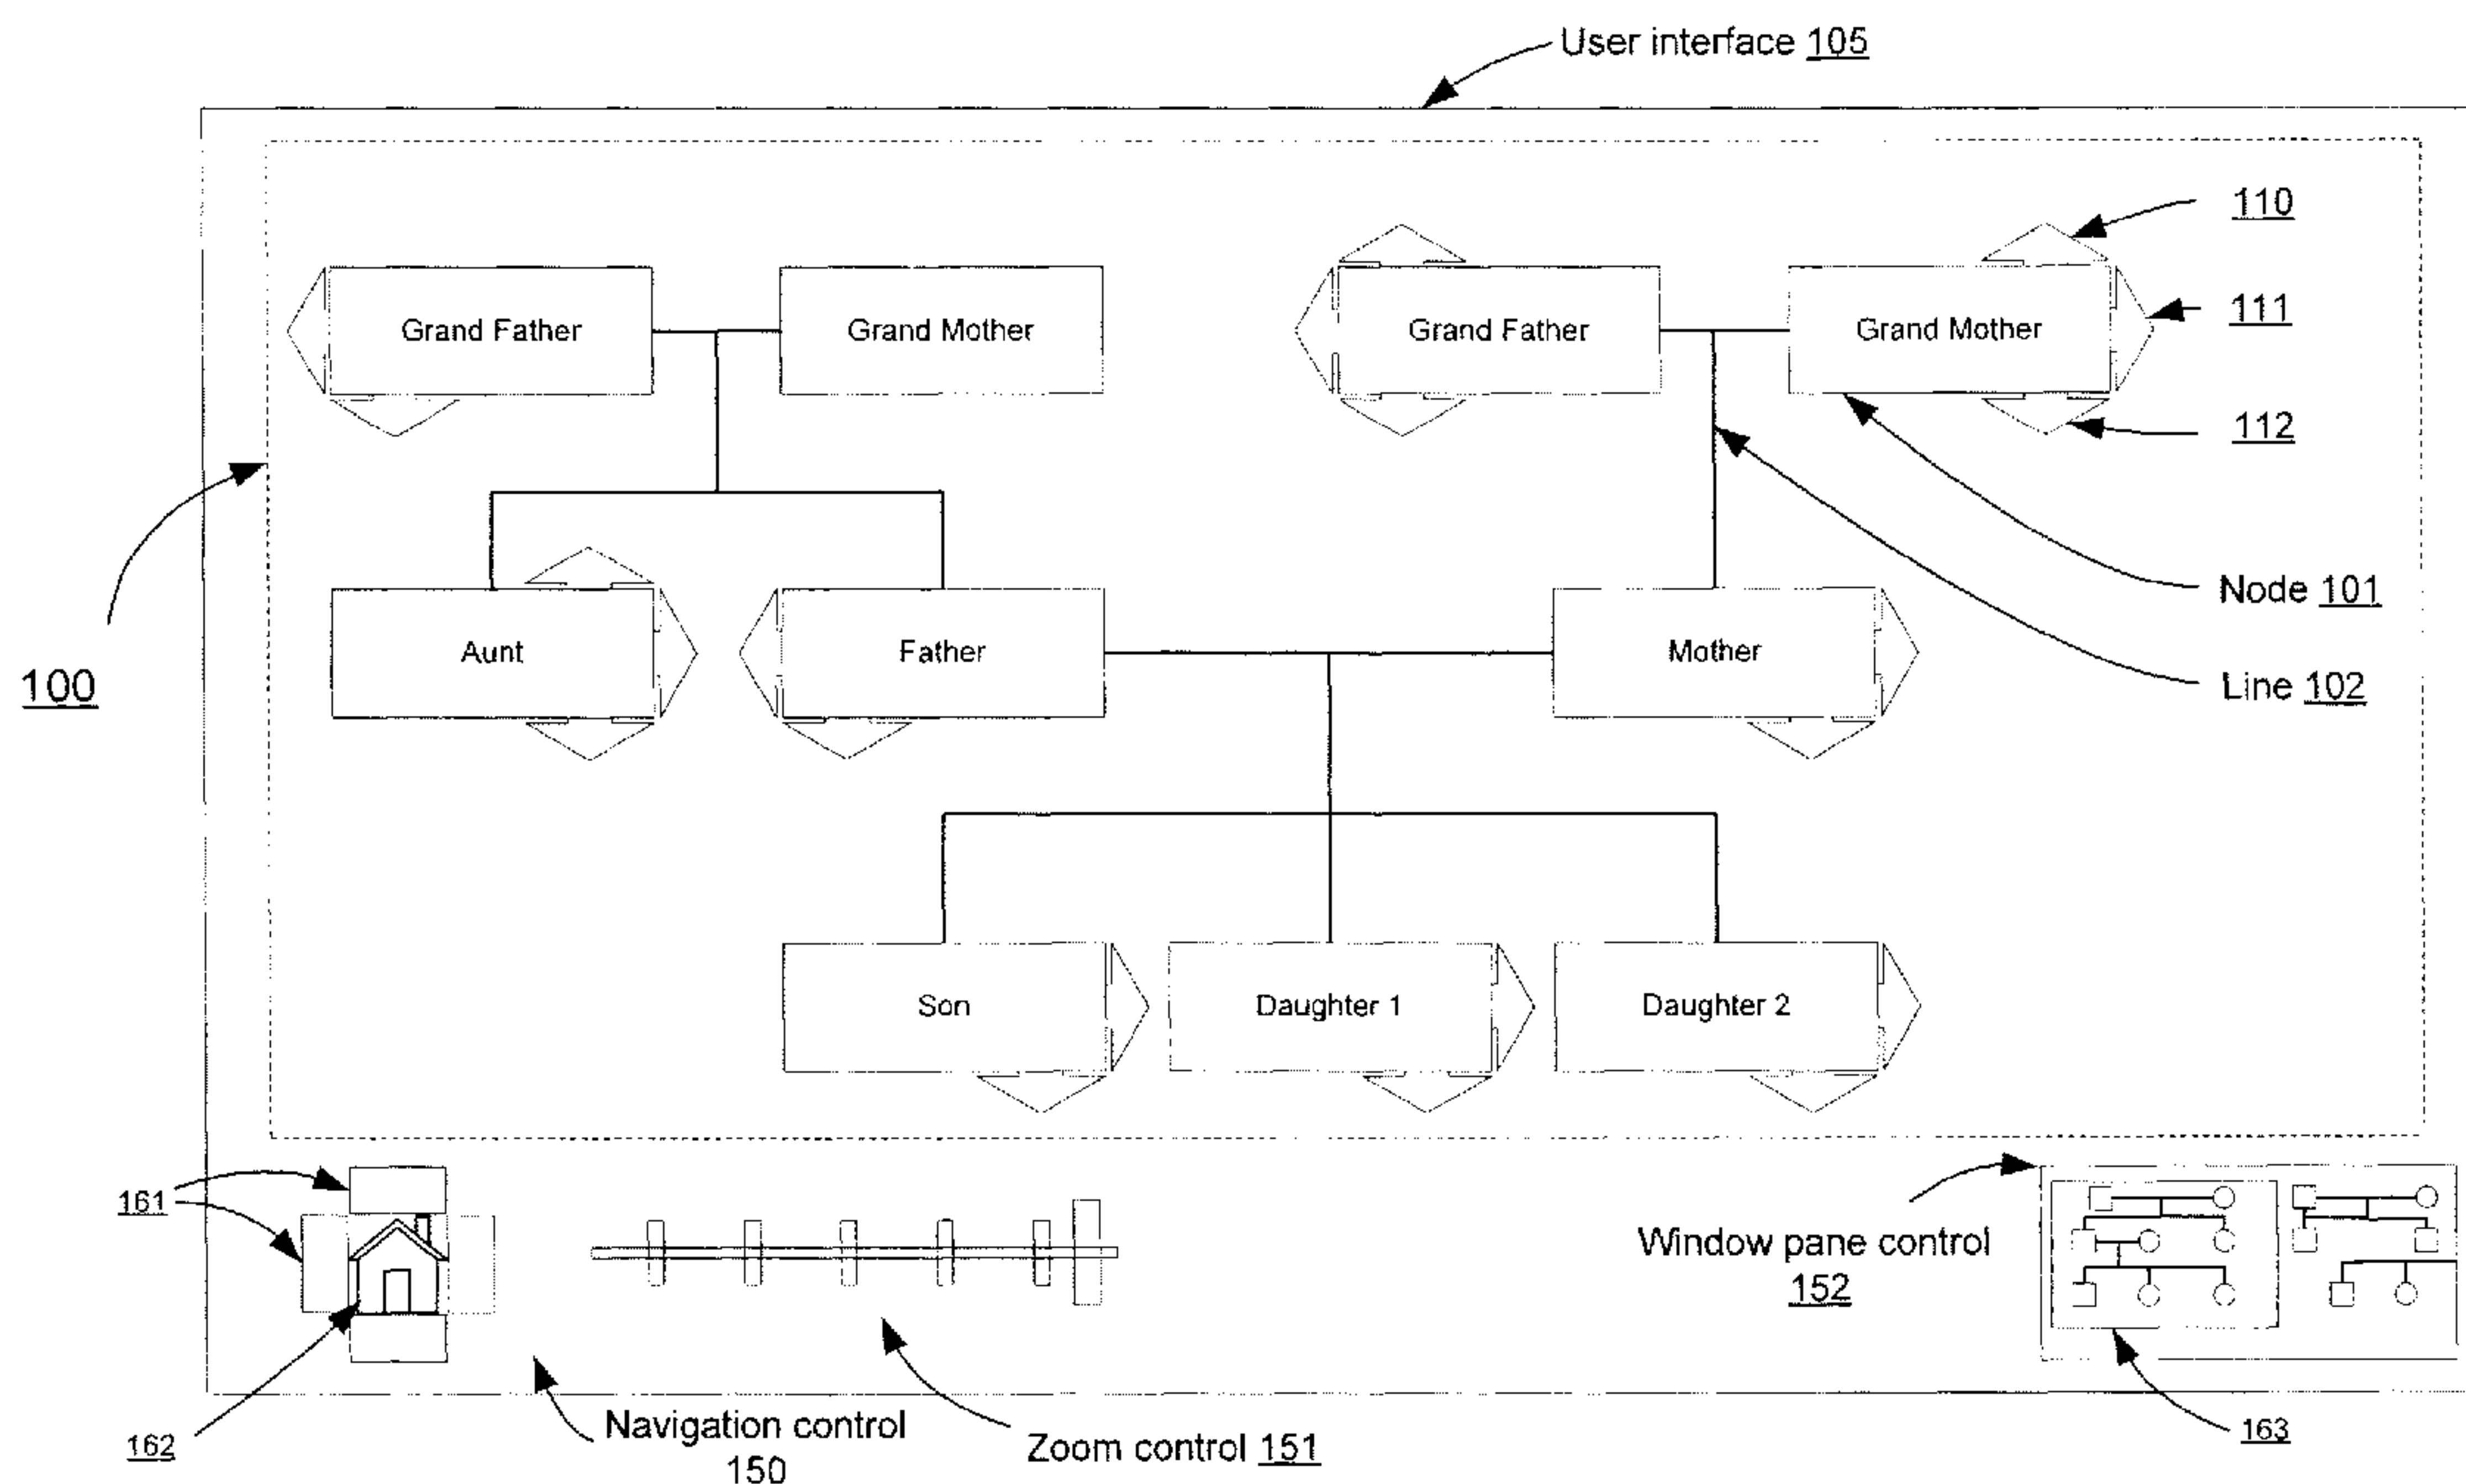 User interface 105
110
Grand Father
Grand Mother
Grand Father
Grand Mother
111
112
Node 101
Aunt
Father
Mother
100
Line 102
Son
Daughter 1
Daughter 2
161
Window pane control
152
162
Navigation control
150
Zoom control 151
163